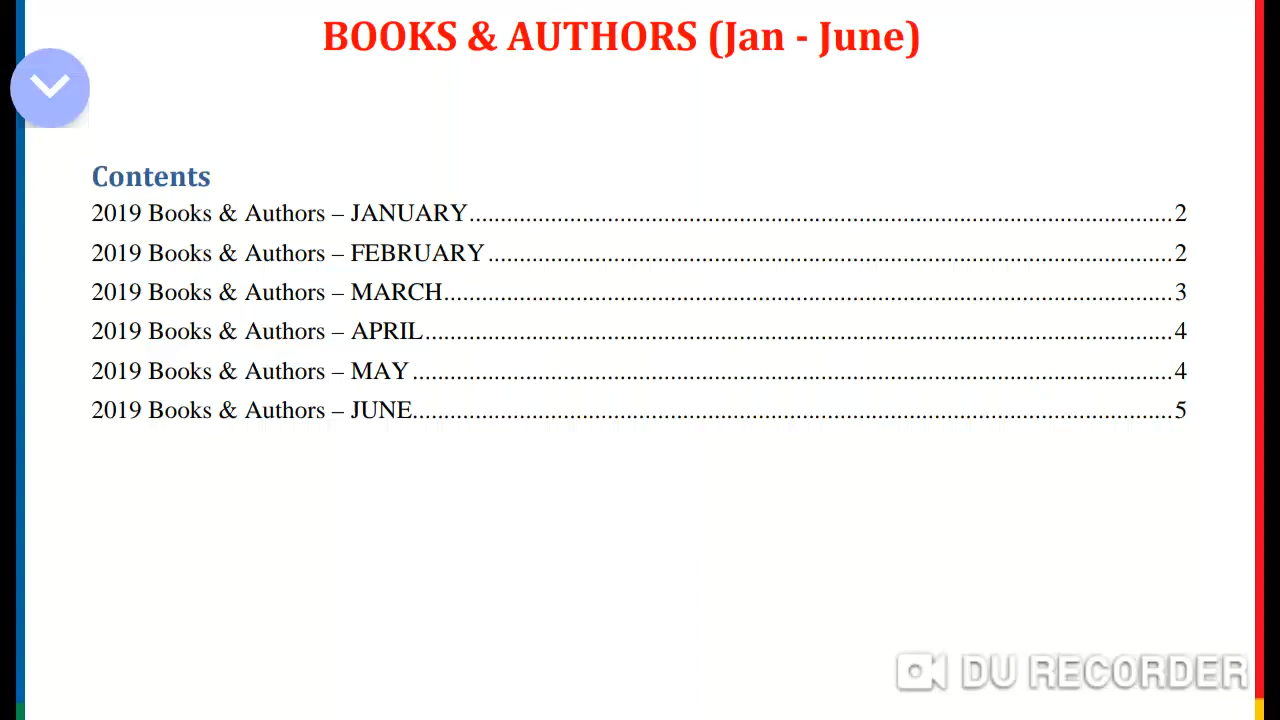 BOOKS & AUTHORS (Jan - June)
Contents
2019 Books & Authors – JANUARY.....2
2019 Books & Authors – FEBRUARY.....2
2019 Books & Authors – MARCH.....3
2019 Books & Authors – APRIL.....4
2019 Books & Authors – MAY.....4
2019 Books & Authors – JUNE.....5
DU RECORDER